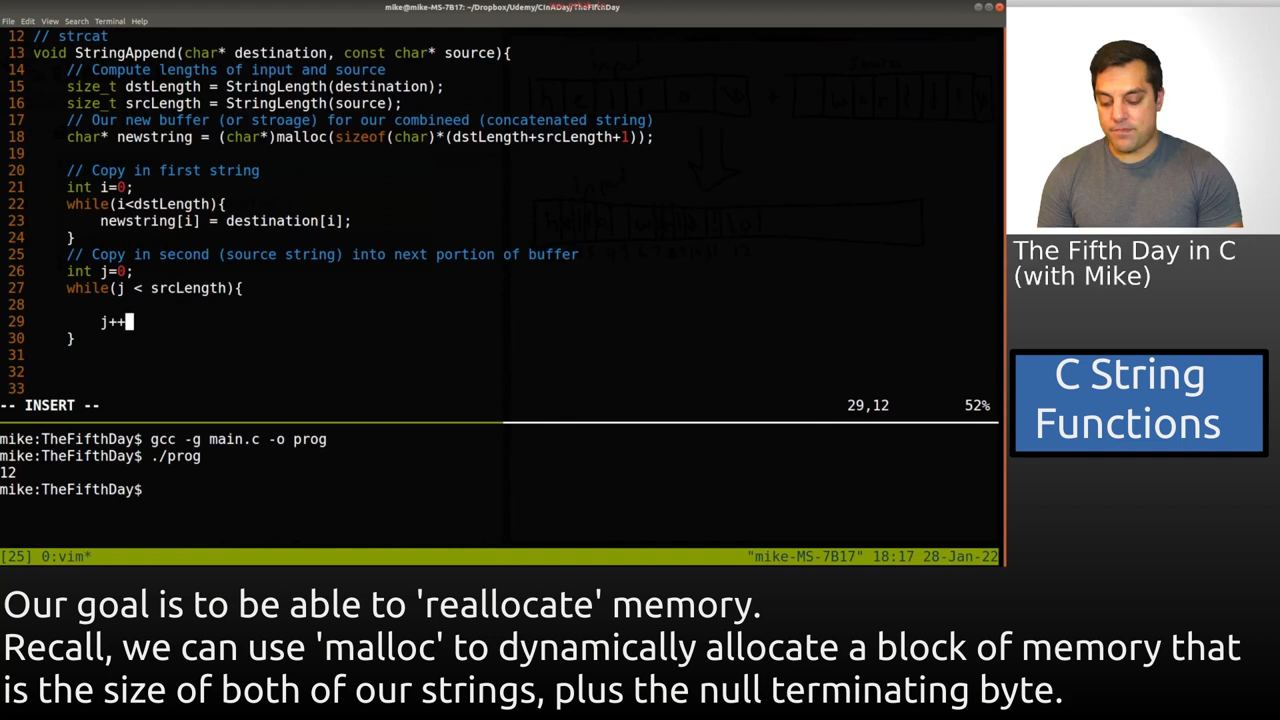 mike@mike-MS-7B17: ~/Dropbox/Udemy/CInADay/TheFifthDay
File Edit View Search Terminal Help
12 // strcat
13 void StringAppend(char* destination, const char* source){
14     // Compute lengths of input and source
15     size_t dstLength = StringLength(destination);
16     size_t srcLength = StringLength(source);
17     // Our new buffer (or stroage) for our combineed (concatenated string)
18     char* newstring = (char*)malloc(sizeof(char)*(dstLength+srcLength+1));
19
20     // Copy in first string
21     int i=0;
22     while(i<dstLength){
23         newstring[i] = destination[i];
24     }
25     // Copy in second (source string) into next portion of buffer
26     int j=0;
27     while(j < srcLength){
28
29         j++
30     }
31
32
33
-- INSERT -- 29,12 52%
mike:TheFifthDay$ gcc -g main.c -o prog
mike:TheFifthDay$ ./prog
12
mike:TheFifthDay$
[25] 0:vim* "mike-MS-7B17" 18:17 28-Jan-22
The Fifth Day in C
(with Mike)
C String
Functions
Our goal is to be able to 'reallocate' memory.
Recall, we can use 'malloc' to dynamically allocate a block of memory that
is the size of both of our strings, plus the null terminating byte.